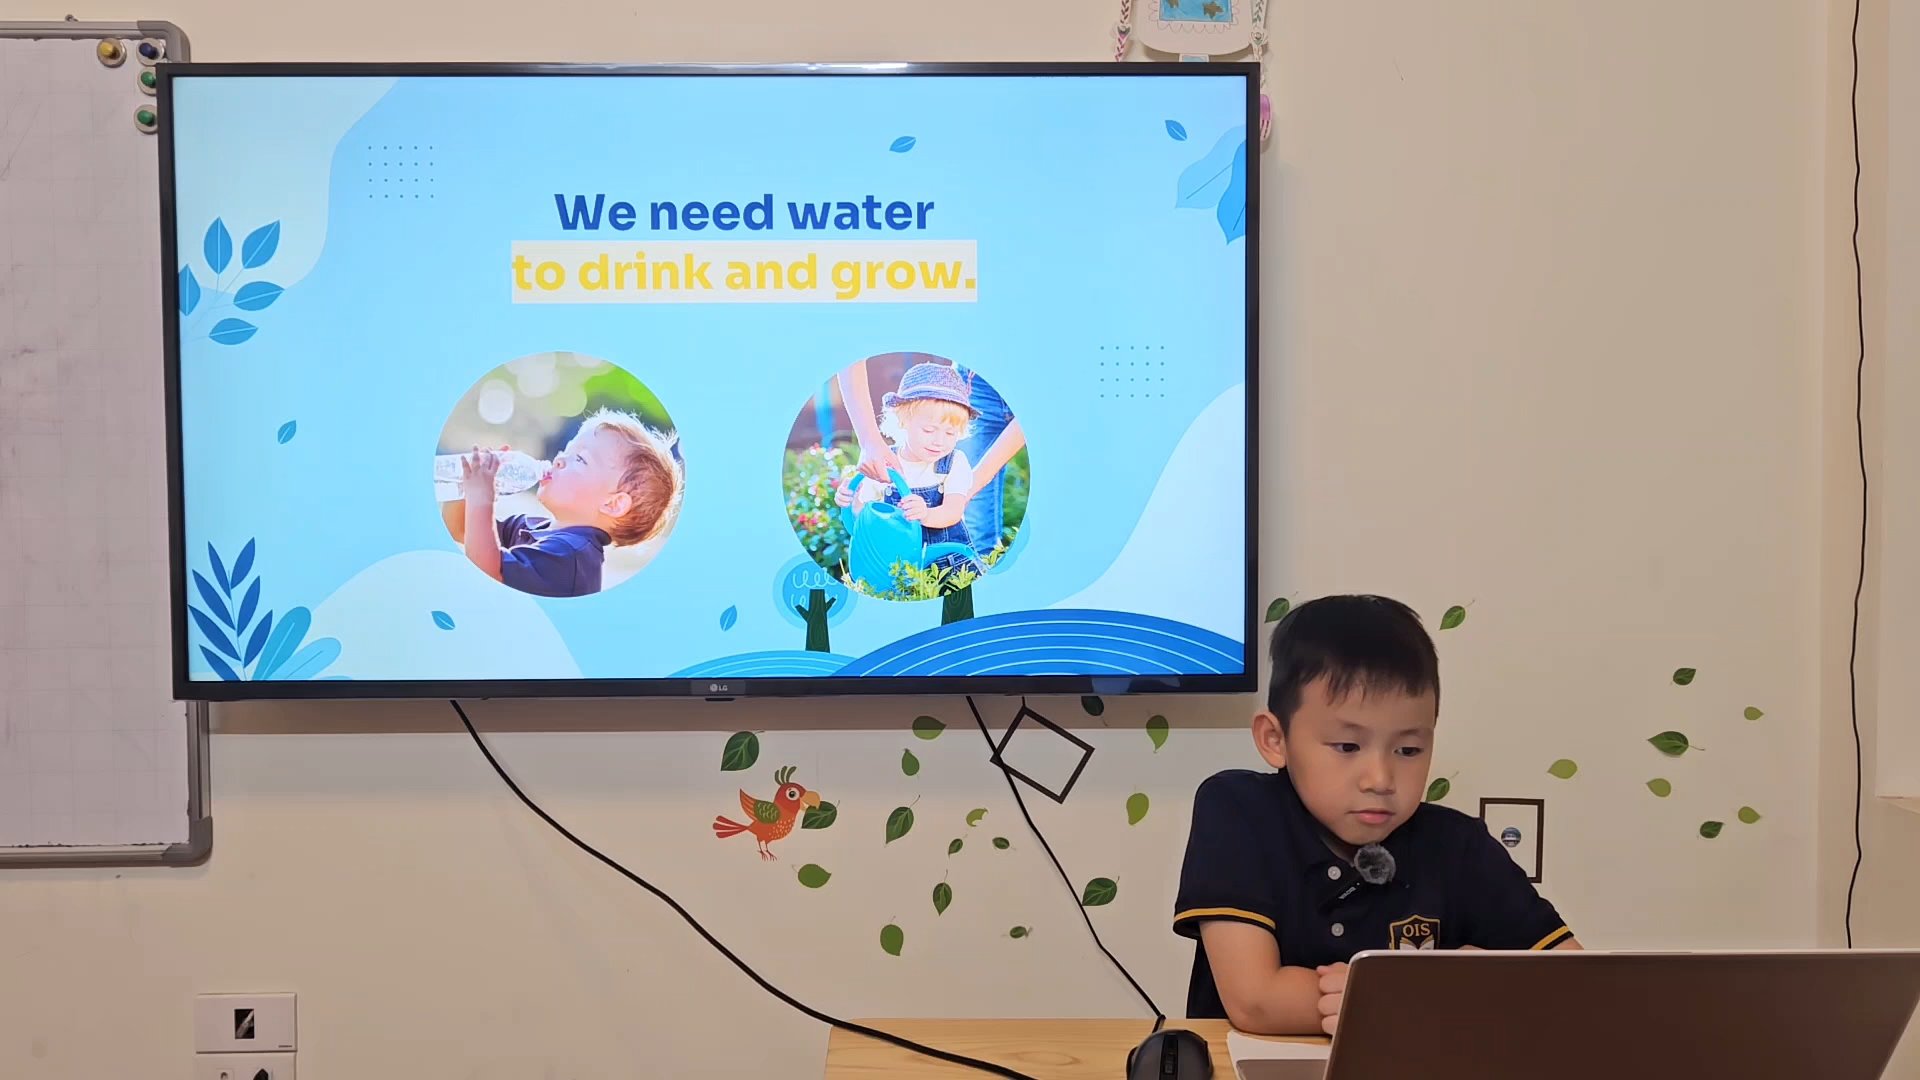 We need water
to drink and grow.
LG
OIS